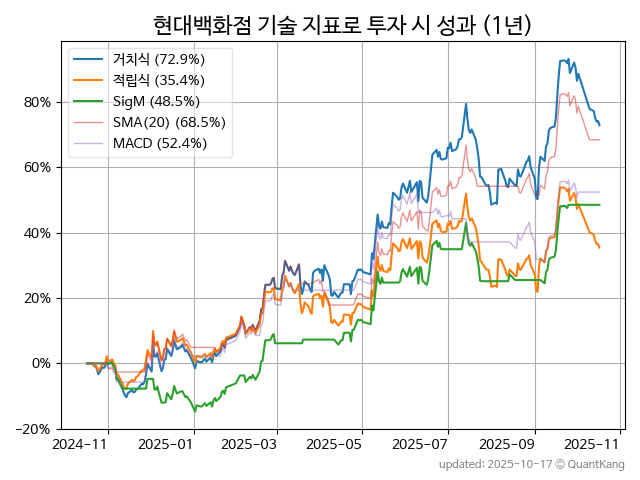 현대백화점 기술 지표로 투자 시 성과 (1년)
거치식 (72.9%)
적립식 (35.4%)
SigM (48.5%)
SMA(20) (68.5%)
MACD (52.4%)
80%
60%
40%
20%
0%
−20%
2024-11 2025-01 2025-03 2025-05 2025-07 2025-09 2025-11
updated: 2025-10-17 © QuantKang